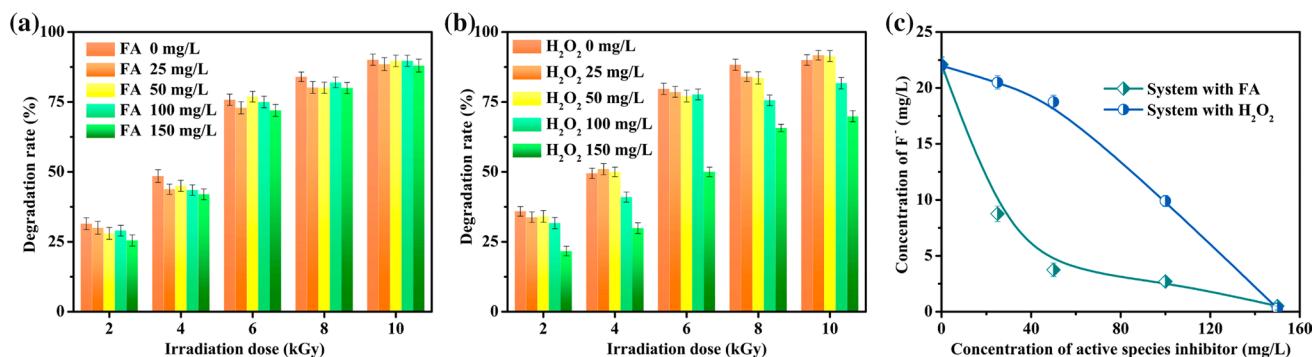 (a)
Degradation rate (%)
100
75
50
25
0
FA 0 mg/L
FA 25 mg/L
FA 50 mg/L
FA 100 mg/L
FA 150 mg/L
2 4 6 8 10
Irradiation dose (kGy)
(b)
Degradation rate (%)
100
75
50
25
0
H₂O₂ 0 mg/L
H₂O₂ 25 mg/L
H₂O₂ 50 mg/L
H₂O₂ 100 mg/L
H₂O₂ 150 mg/L
2 4 6 8 10
Irradiation dose (kGy)
(c)
Concentration of F⁻ (mg/L)
25
20
15
10
5
0
System with FA
System with H₂O₂
0 40 80 120 160
Concentration of active species inhibitor (mg/L)